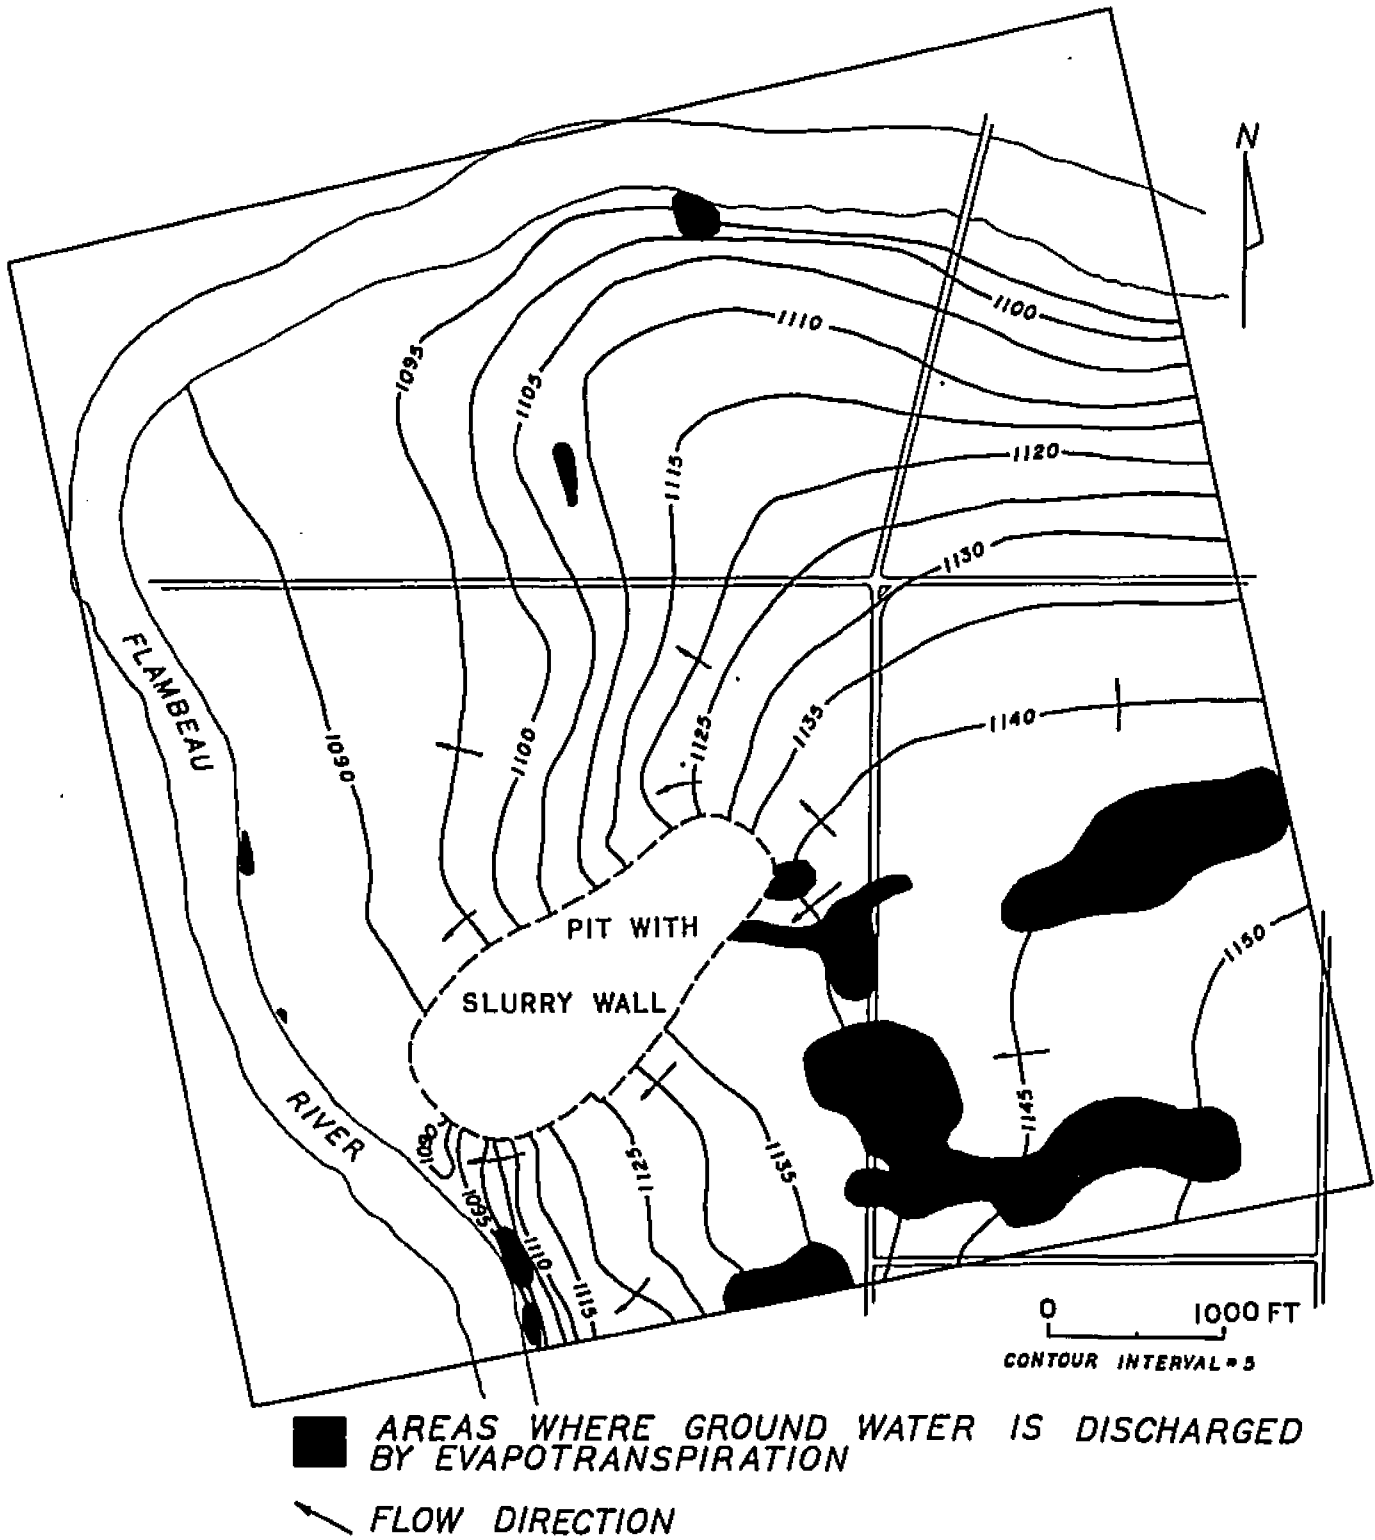 N
1100
1110
1095
1105
1120
1115
1130
FLAMBEAU
1125
1135
1140
1090
1100
PIT WITH
1150
SLURRY WALL
RIVER
1145
1090
1125
1135
1095
1110
1115
0 1000 FT
CONTOUR INTERVAL = 5
AREAS WHERE GROUND WATER IS DISCHARGED
BY EVAPOTRANSPIRATION
FLOW DIRECTION